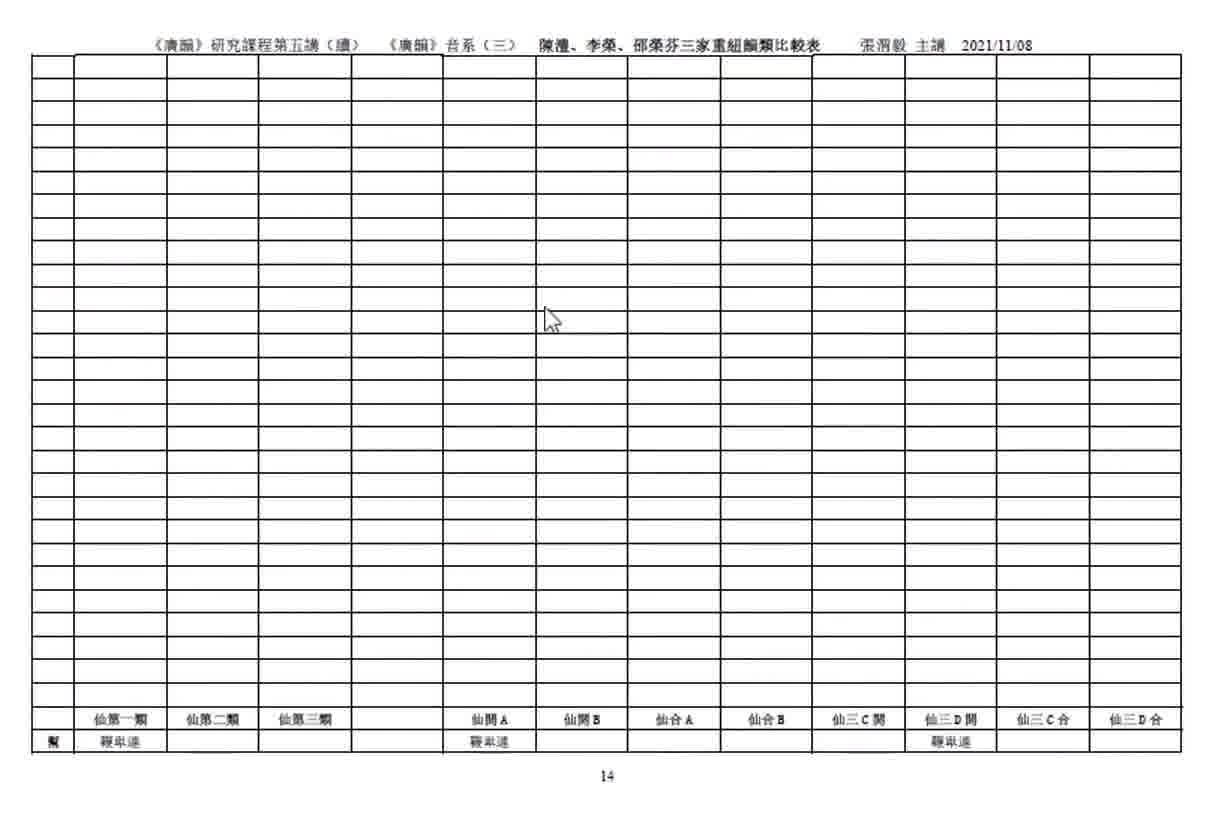 《廣韻》研究課程第五講（續） 《廣韻》音系（三） 陳澧、李榮、邵榮芬三家重紐韻類比較表 張渭毅 主講 2021/11/08
仙第一類 仙第二類 仙第三類 仙開 A 仙開 B 仙合 A 仙合 B 仙三 C 開 仙三 D 開 仙三 C 合 仙三 D 合
幫 鞭卑連 鞭卑連 鞭卑連
14